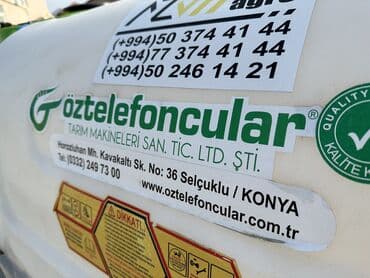 agro
(+994)50 374 41 44
(+994)77 374 41 44
(+994)50 246 14 21
öztelefoncular®
TARIM MAKİNELERİ SAN. TİC. LTD. ŞTİ.
Horozluhan Mh. Kavakaltı Sk. No: 36 Selçuklu / KONYA
Tel: (0332) 249 73 00
www.oztelefoncular.com.tr
QUALITY
KALİTE
DİKKAT!